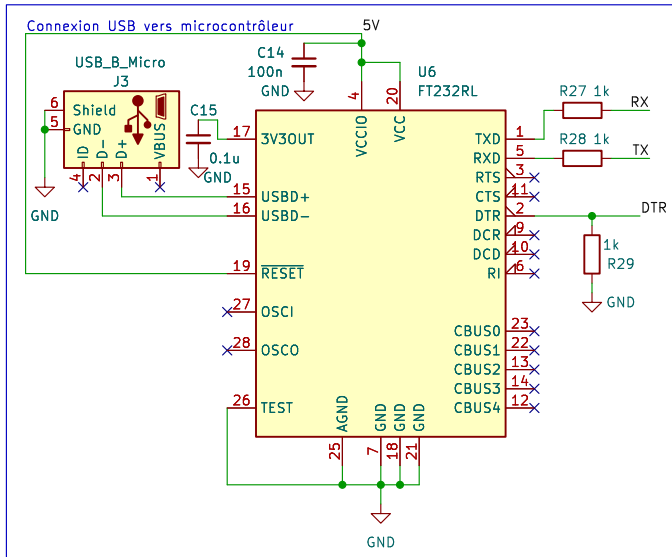 Connexion USB vers microcontrôleur
5V
USB_B_Micro
J3
C14
100n
GND
U6
FT232RL
6
Shield
5
GND
ID
D-
D+
VBUS
4
2
3
1
GND
C15
0.1u
GND
4
VCCIO
20
VCC
17
3V3OUT
15
USBD+
16
USBD-
19
RESET
27
OSCI
28
OSCO
26
TEST
TXD
1
R27 1k
RX
RXD
5
R28 1k
TX
RTS
3
CTS
11
DTR
2
DTR
DCR
9
DCD
10
RI
6
1k
R29
GND
CBUS0
23
CBUS1
22
CBUS2
13
CBUS3
14
CBUS4
12
AGND
GND
GND
GND
25
7
18
21
GND